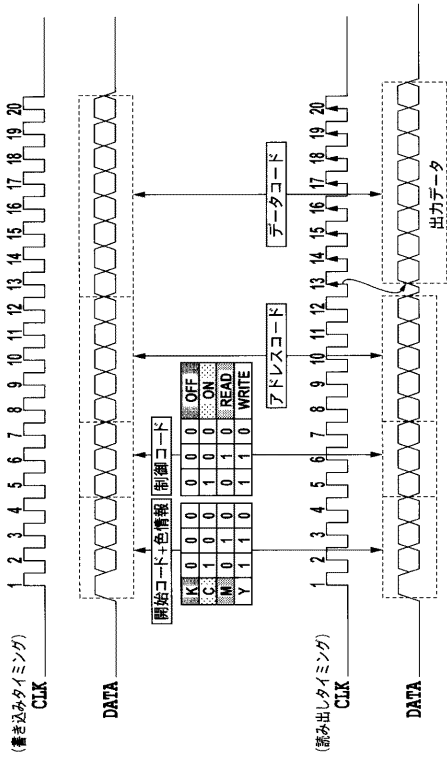 (書き込みタイミング)
CLK
1 2 3 4 5 6 7 8 9 10 11 12 13 14 15 16 17 18 19 20
DATA
開始コード+色情報 制御コード
K 0 0 0 0 0 0 OFF
C 1 0 0 1 0 0 ON
M 0 1 0 0 1 0 READ
Y 1 1 0 1 1 0 WRITE
アドレスコード
データコード
(読み出しタイミング)
CLK
1 2 3 4 5 6 7 8 9 10 11 12 13 14 15 16 17 18 19 20
DATA
出力データ